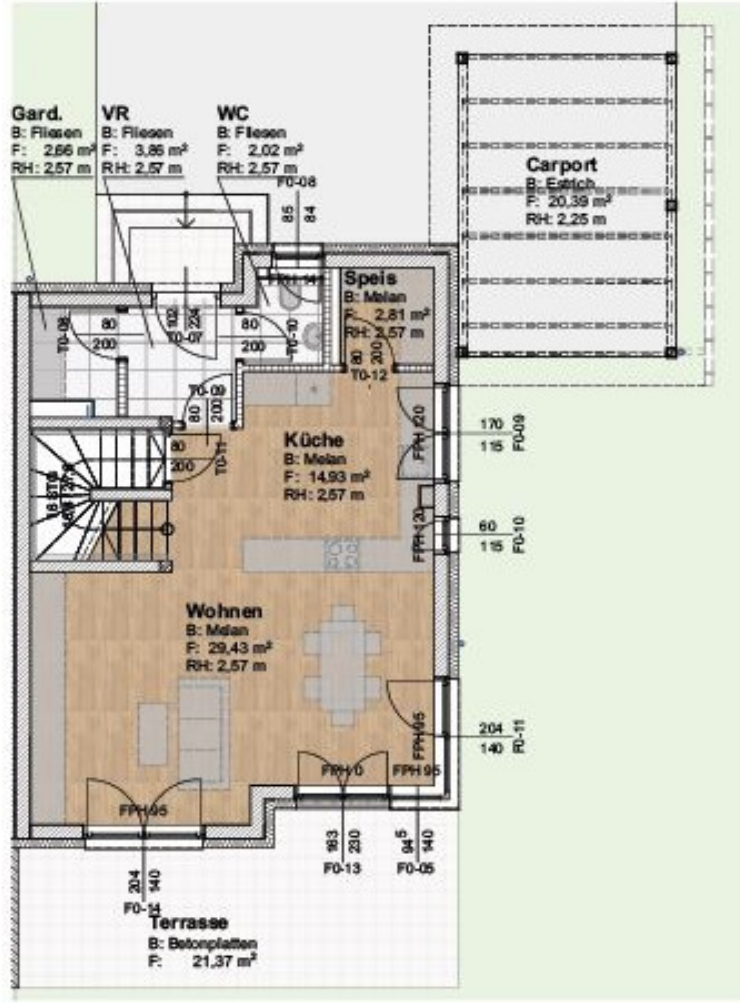 Gard.
B: Fliesen
F: 2,66 m²
RH: 2,57 m
VR
B: Fliesen
F: 3,86 m²
RH: 2,57 m
WC
B: Fliesen
F: 2,02 m²
RH: 2,57 m
F0-08
85
84
Carport
B: Estrich
F: 20,39 m²
RH: 2,25 m
Speis
B: Melan
F: 2,81 m²
RH: 2,57 m
T0-08
80
200
102
224
T0-07
80
200
T0-10
80
200
T0-12
T0-09
80
200
80
200
T0-11
Küche
B: Melan
F: 14,93 m²
RH: 2,57 m
FPH 120
170
115
F0-09
FPH 120
60
115
F0-10
Wohnen
B: Melan
F: 29,43 m²
RH: 2,57 m
FPH 95
204
140
F0-11
FPH 0
FPH 95
FPH 95
163
230
F0-13
94⁵
140
F0-05
204
140
F0-14
Terrasse
B: Betonplatten
F: 21,37 m²